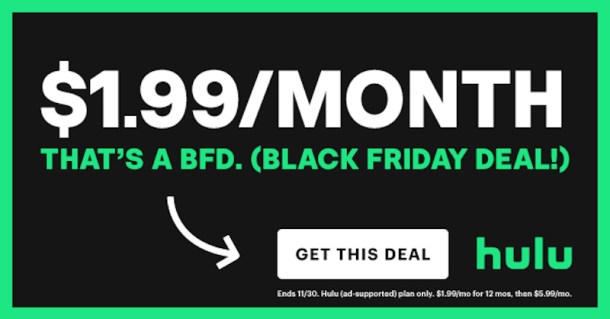 $1.99/MONTH
THAT'S A BFD. (BLACK FRIDAY DEAL!)
GET THIS DEAL
hulu
Ends 11/30. Hulu (ad-supported) plan only. $1.99/mo for 12 mos, then $5.99/mo.